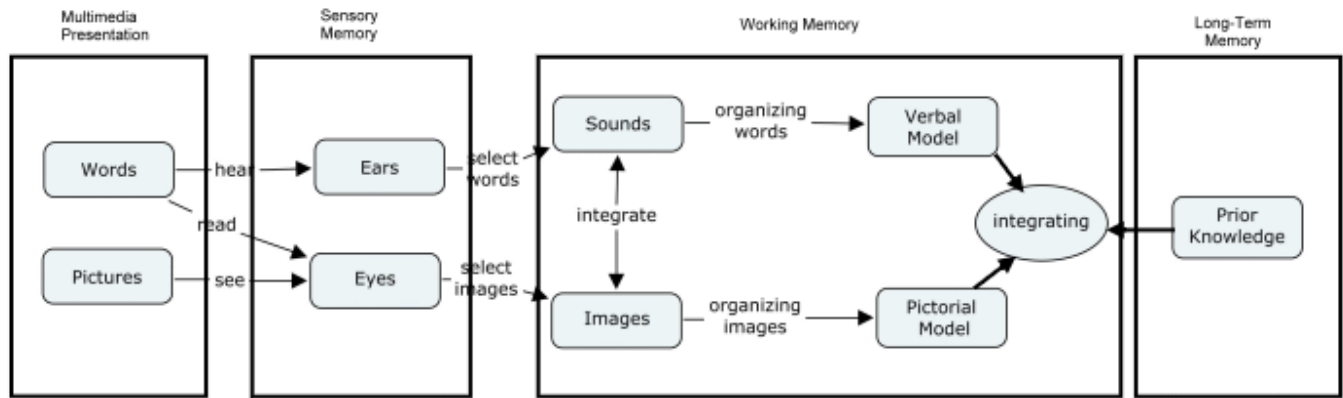 Multimedia
Presentation
Sensory
Memory
Working Memory
Long-Term
Memory
Words
Pictures
hear
read
see
Ears
Eyes
select
words
select
images
Sounds
integrate
Images
organizing
words
organizing
images
Verbal
Model
Pictorial
Model
integrating
Prior
Knowledge